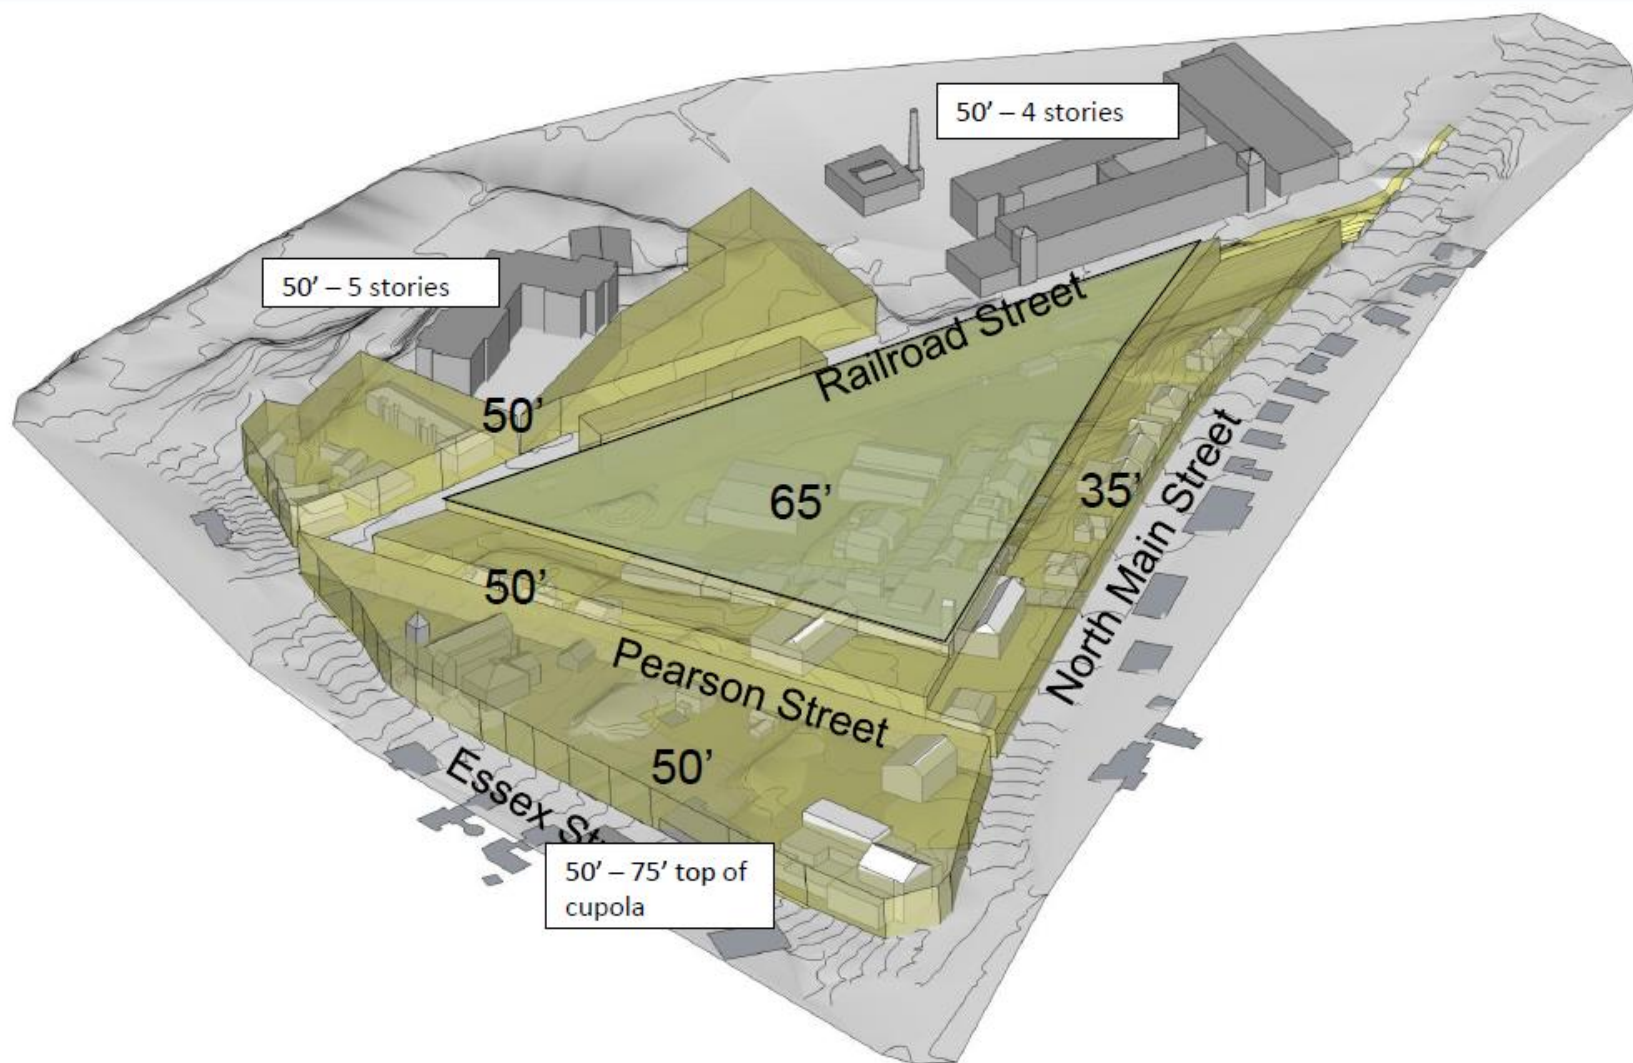 50’ – 4 stories
50’ – 5 stories
Railroad Street
50’
65’
35’
North Main Street
50’
Pearson Street
50’
Essex
50’ – 75’ top of
cupola